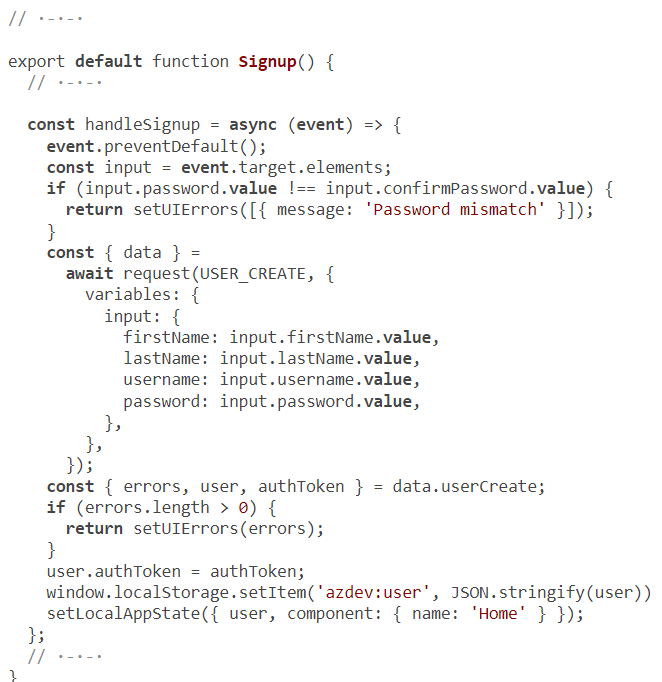 // ·-·-·
export default function Signup() {
  // ·-·-·
  const handleSignup = async (event) => {
    event.preventDefault();
    const input = event.target.elements;
    if (input.password.value !== input.confirmPassword.value) {
      return setUIErrors([{ message: 'Password mismatch' }]);
    }
    const { data } =
      await request(USER_CREATE, {
        variables: {
          input: {
            firstName: input.firstName.value,
            lastName: input.lastName.value,
            username: input.username.value,
            password: input.password.value,
          },
        },
      });
    const { errors, user, authToken } = data.userCreate;
    if (errors.length > 0) {
      return setUIErrors(errors);
    }
    user.authToken = authToken;
    window.localStorage.setItem('azdev:user', JSON.stringify(user))
    setLocalAppState({ user, component: { name: 'Home' } });
  };
  // ·-·-·
}